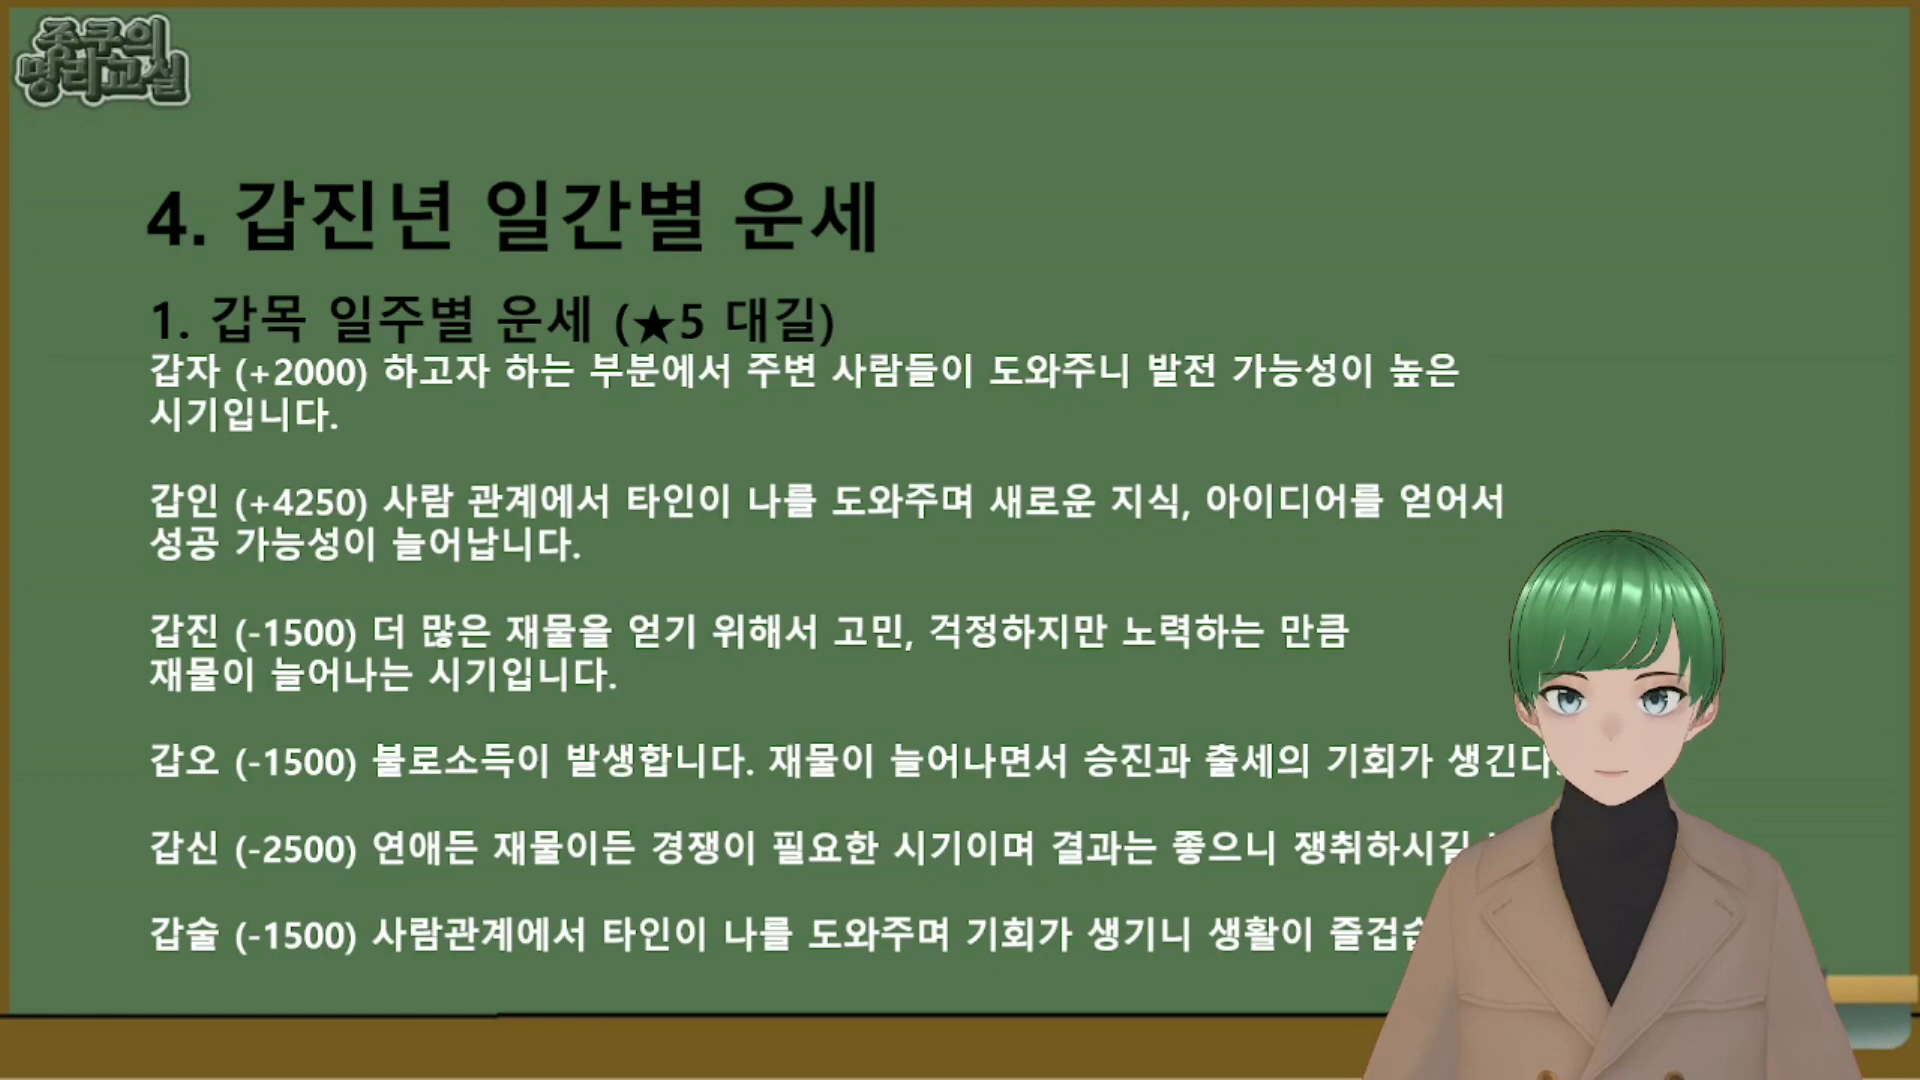 종쿠의
명리교실
4. 갑진년 일간별 운세
1. 갑목 일주별 운세 (★5 대길)
갑자 (+2000) 하고자 하는 부분에서 주변 사람들이 도와주니 발전 가능성이 높은
시기입니다.
갑인 (+4250) 사람 관계에서 타인이 나를 도와주며 새로운 지식, 아이디어를 얻어서
성공 가능성이 늘어납니다.
갑진 (-1500) 더 많은 재물을 얻기 위해서 고민, 걱정하지만 노력하는 만큼
재물이 늘어나는 시기입니다.
갑오 (-1500) 불로소득이 발생합니다. 재물이 늘어나면서 승진과 출세의 기회가 생긴다.
갑신 (-2500) 연애든 재물이든 경쟁이 필요한 시기이며 결과는 좋으니 쟁취하시길
갑술 (-1500) 사람관계에서 타인이 나를 도와주며 기회가 생기니 생활이